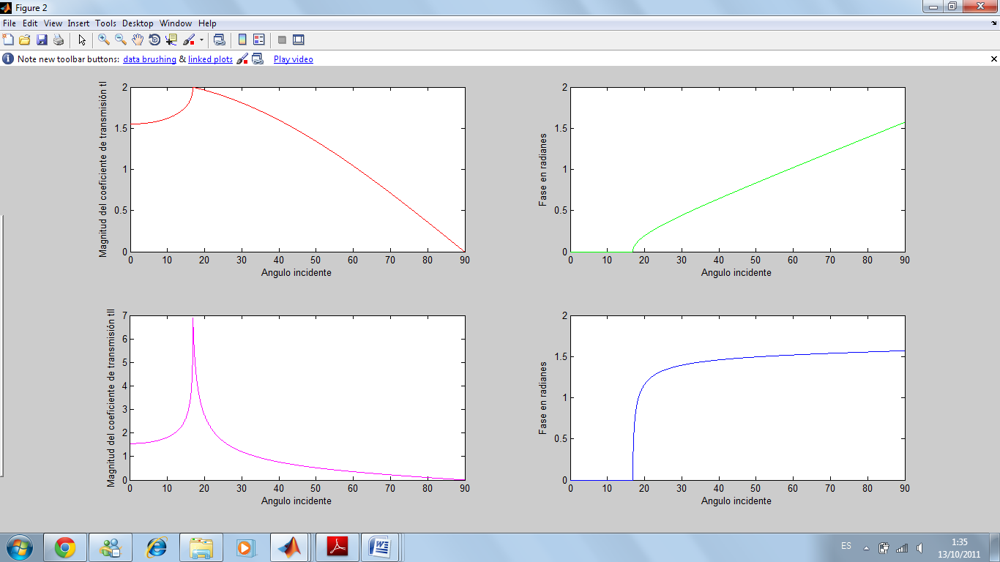 Figure 2
File Edit View Insert Tools Desktop Window Help
Note new toolbar buttons: data brushing & linked plots Play video
Magnitud del coeficiente de transmisión tl
2
1.5
1
0.5
0
0 10 20 30 40 50 60 70 80 90
Angulo incidente
Fase en radianes
2
1.5
1
0.5
0
0 10 20 30 40 50 60 70 80 90
Angulo incidente
Magnitud del coeficiente de transmisión tll
7
6
5
4
3
2
1
0
0 10 20 30 40 50 60 70 80 90
Angulo incidente
Fase en radianes
2
1.5
1
0.5
0
0 10 20 30 40 50 60 70 80 90
Angulo incidente
ES
1:35
13/10/2011